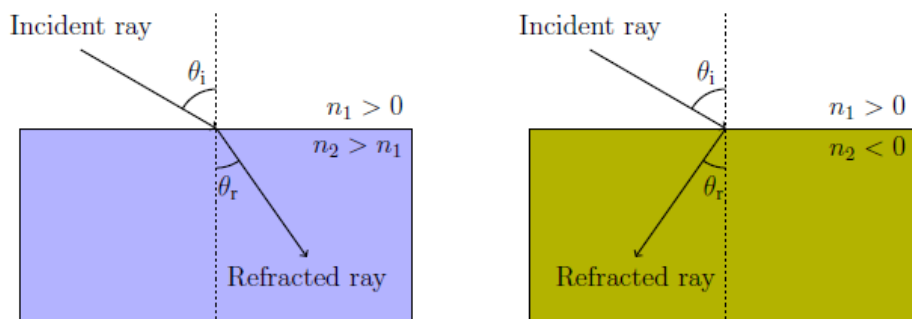 Incident ray
θᵢ
n₁ > 0
n₂ > n₁
θᵣ
Refracted ray
Incident ray
θᵢ
n₁ > 0
n₂ < 0
θᵣ
Refracted ray